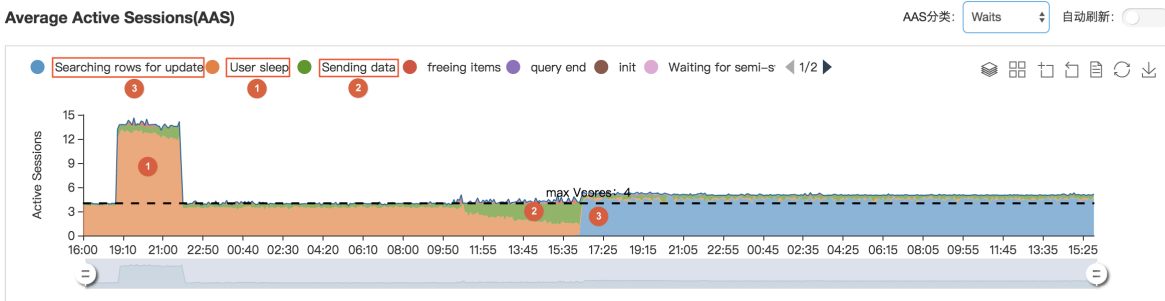 Average Active Sessions(AAS)
AAS分类: Waits 自动刷新:
Searching rows for update User sleep Sending data freeing items query end init Waiting for semi-s 1/2
3 1 2
Active Sessions
15
12
9
6
3
0
1
max Vcores: 4
2
3
16:00 19:10 21:00 22:50 00:40 02:30 04:20 06:10 08:00 09:50 11:05 13:45 15:35 17:25 19:15 21:05 22:55 00:45 02:35 04:25 06:15 08:05 09:55 11:45 13:35 15:25